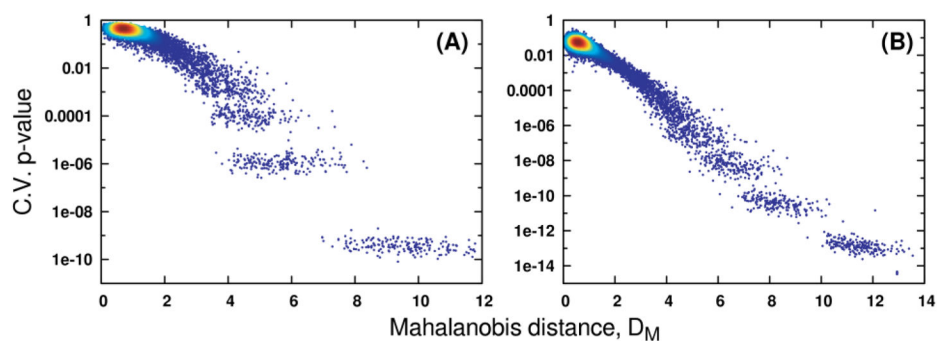 (A)
(B)
C.V. p-value
1
0.01
0.0001
1e-06
1e-08
1e-10
0 2 4 6 8 10 12
1
0.01
0.0001
1e-06
1e-08
1e-10
1e-12
1e-14
0 2 4 6 8 10 12 14
Mahalanobis distance, D_M